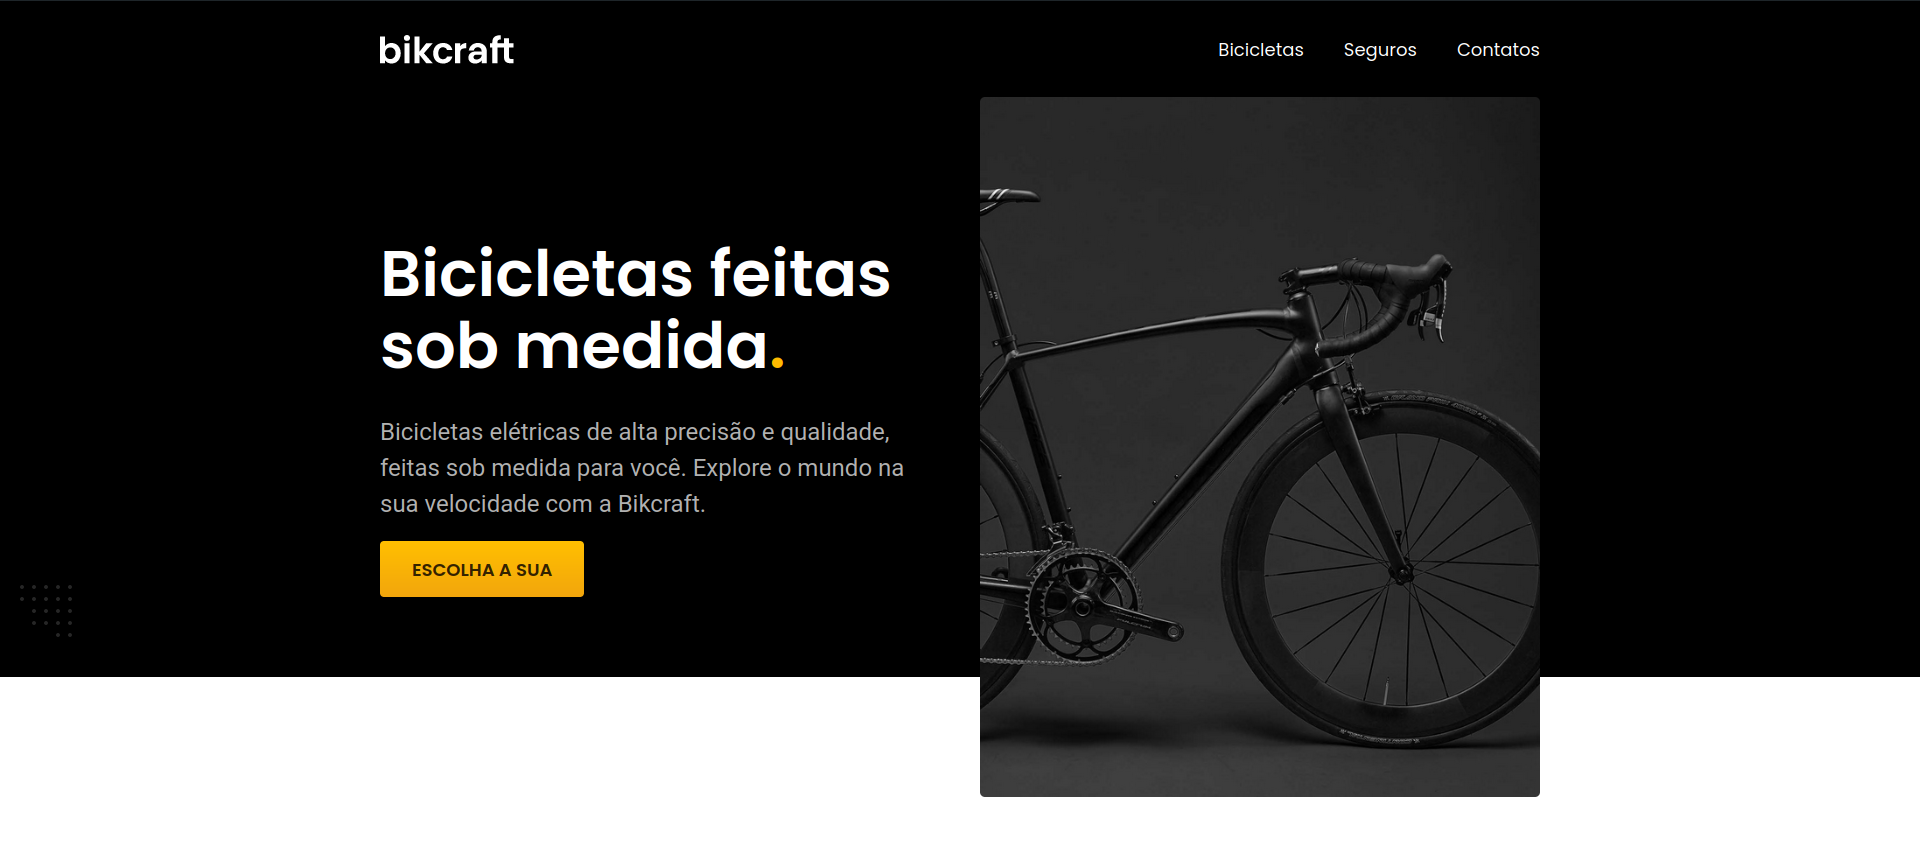 bikcraft
Bicicletas Seguros Contatos
Bicicletas feitas
sob medida.
Bicicletas elétricas de alta precisão e qualidade,
feitas sob medida para você. Explore o mundo na
sua velocidade com a Bikcraft.
ESCOLHA A SUA